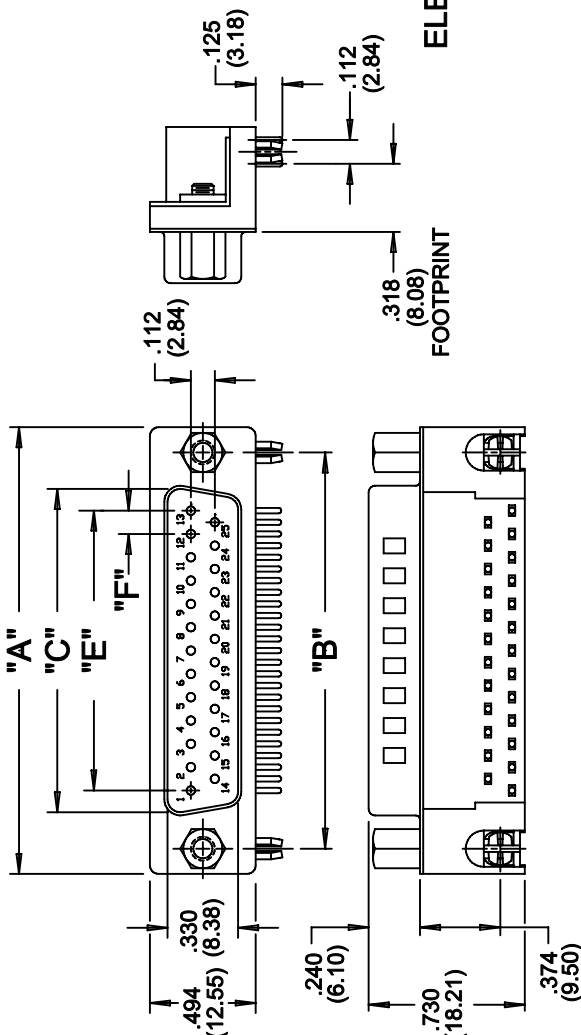 "A"
"C"
"E"
"F"
.112
(2.84)
1 2 3 4 5 6 7 8 9 10 11 12 13
14 15 16 17 18 19 20 21 22 23 24 25
.330
(8.38)
.494
(12.55)
"B"
.240
(6.10)
.730
(18.21)
.374
(9.50)
.125
(3.18)
.112
(2.84)
.318
(8.08)
FOOTPRINT